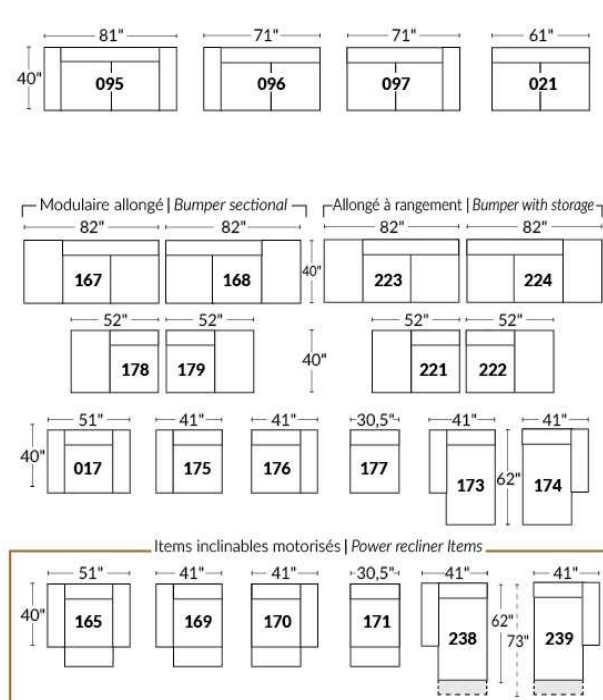 81" 71" 71" 61"
40" 095 096 097 021
Modulaire allongé | Bumper sectional Allongé à rangement | Bumper with storage
82" 82" 82" 82"
167 168 40" 223 224
52" 52" 52" 52"
178 179 40" 221 222
51" 41" 41" 30,5" 41" 41"
40" 017 175 176 177 173 62" 174
Items inclinables motorisés | Power recliner Items
51" 41" 41" 30,5" 41" 41"
40" 165 169 170 171 238 62" 73" 239